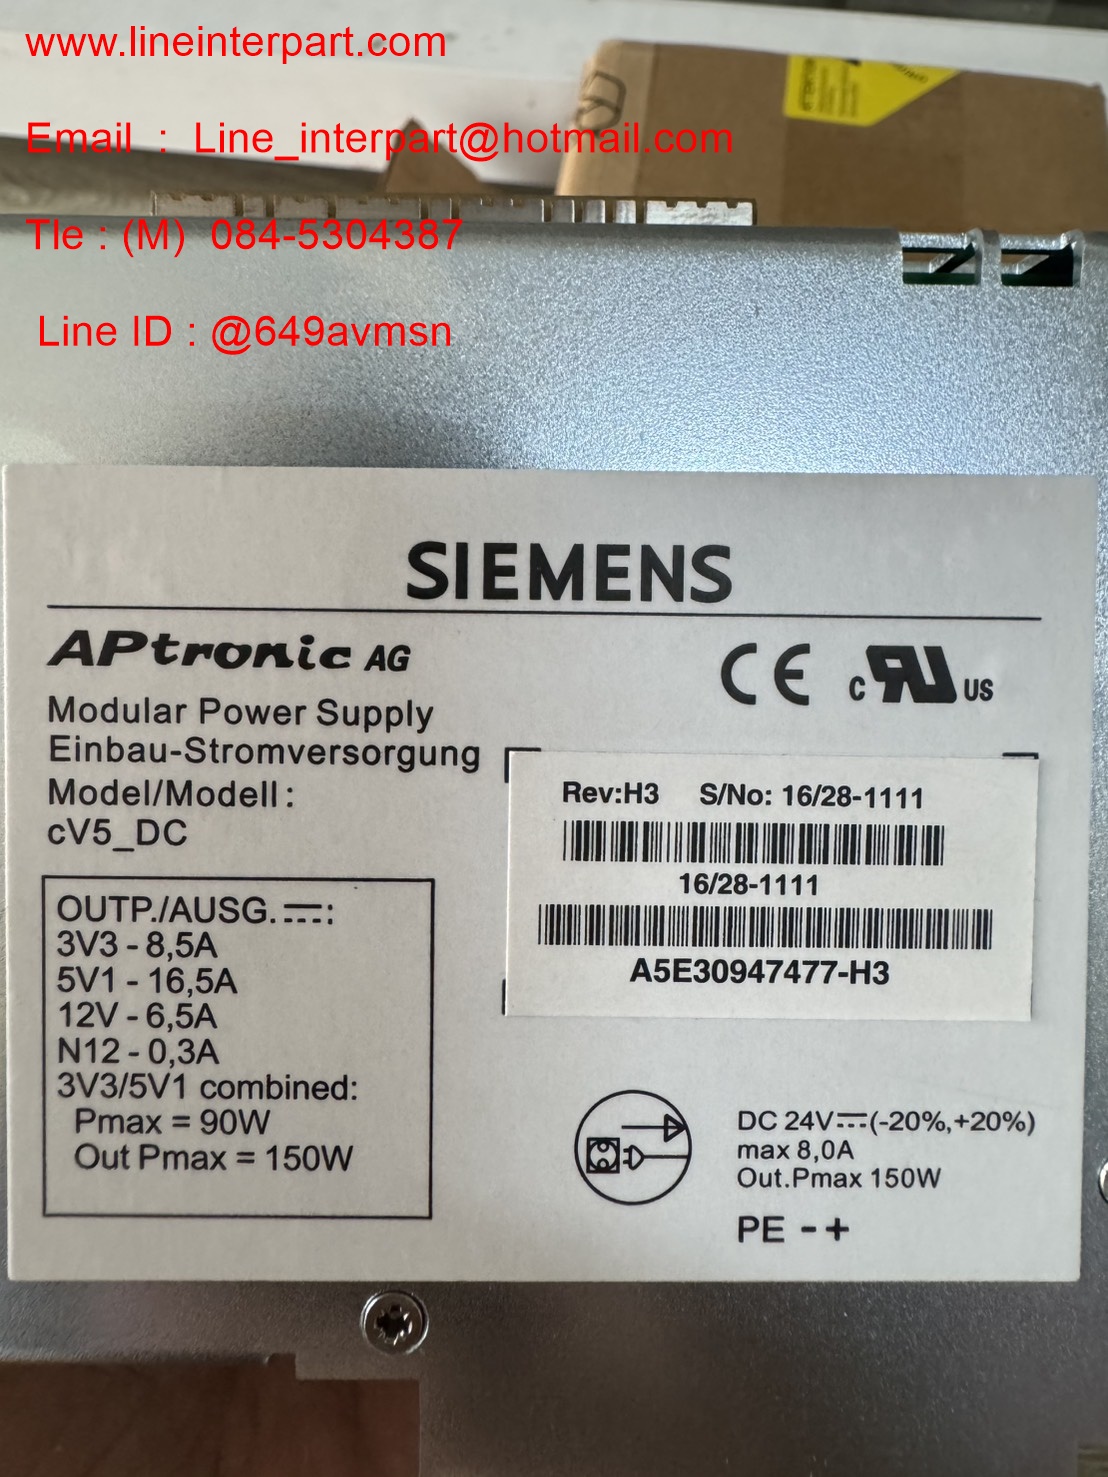 www.lineinterpart.com
Email : Line_interpart@hotmail.com
Tle : (M) 084-5304387
Line ID : @649avmsn
SIEMENS
APtronic AG
CE
c RU US
Modular Power Supply
Einbau-Stromversorgung
Model/Modell:
cV5_DC
Rev:H3 S/No: 16/28-1111
16/28-1111
A5E30947477-H3
OUTP./AUSG. ⎓:
3V3 - 8,5A
5V1 - 16,5A
12V - 6,5A
N12 - 0,3A
3V3/5V1 combined:
Pmax = 90W
Out Pmax = 150W
DC 24V⎓(-20%,+20%)
max 8,0A
Out.Pmax 150W
PE - +